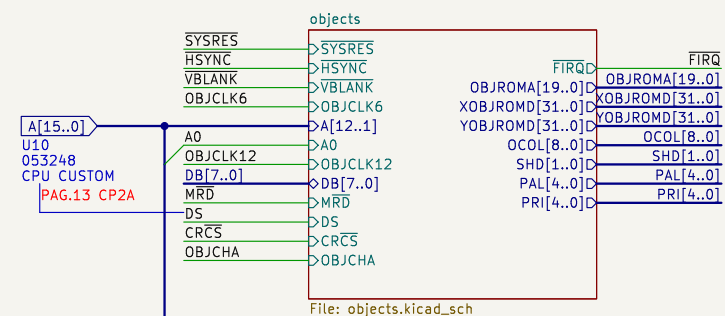 objects
SYSRES
HSYNC
VBLANK
OBJCLK6
A[15..0]
U10
053248
CPU CUSTOM
PAG.13 CP2A
A0
OBJCLK12
DB[7..0]
MRD
DS
CRCS
OBJCHA
SYSRES
HSYNC
VBLANK
OBJCLK6
A[12..1]
A0
OBJCLK12
DB[7..0]
MRD
DS
CRCS
OBJCHA
FIRQ
OBJROMA[19..0]
XOBJROMD[31..0]
YOBJROMD[31..0]
OCOL[8..0]
SHD[1..0]
PAL[4..0]
PRI[4..0]
FIRQ
OBJROMA[19..0]
XOBJROMD[31..0]
YOBJROMD[31..0]
OCOL[8..0]
SHD[1..0]
PAL[4..0]
PRI[4..0]
File: objects.kicad_sch